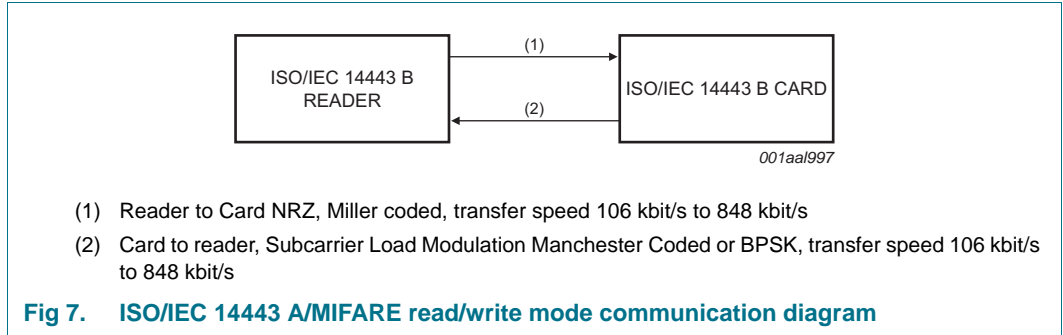 (1)
ISO/IEC 14443 B
READER
ISO/IEC 14443 B CARD
(2)
001aal997
(1) Reader to Card NRZ, Miller coded, transfer speed 106 kbit/s to 848 kbit/s
(2) Card to reader, Subcarrier Load Modulation Manchester Coded or BPSK, transfer speed 106 kbit/s
to 848 kbit/s
Fig 7. ISO/IEC 14443 A/MIFARE read/write mode communication diagram